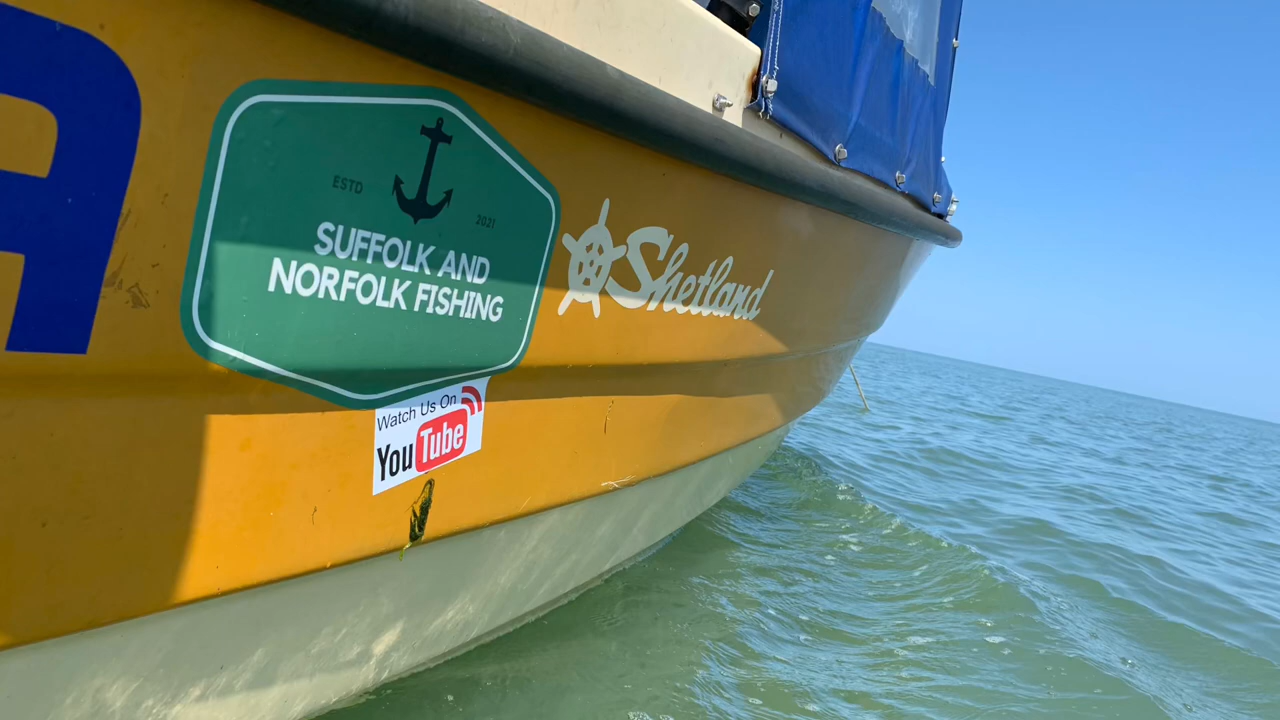 A
ESTD 2021
SUFFOLK AND
NORFOLK FISHING
Shetland
Watch Us On
YouTube